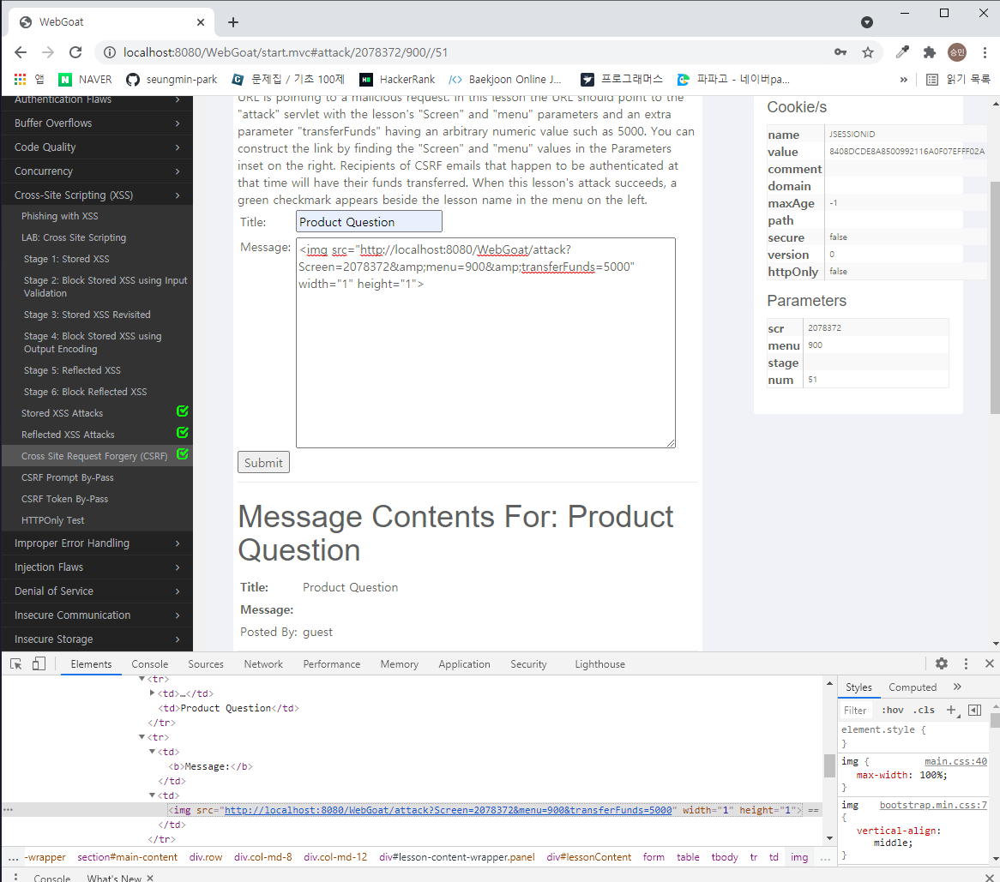 WebGoat
localhost:8080/WebGoat/start.mvc#attack/2078372/900//51
승민
앱 NAVER seungmin-park 문제집 / 기초 100제 HackerRank Baekjoon Online J... 프로그래머스 파파고 - 네이버pa... » 읽기 목록
Authentication Flaws
Buffer Overflows
Code Quality
Concurrency
Cross-Site Scripting (XSS)
Phishing with XSS
LAB: Cross Site Scripting
Stage 1: Stored XSS
Stage 2: Block Stored XSS using Input
Validation
Stage 3: Stored XSS Revisited
Stage 4: Block Stored XSS using
Output Encoding
Stage 5: Reflected XSS
Stage 6: Block Reflected XSS
Stored XSS Attacks
Reflected XSS Attacks
Cross Site Request Forgery (CSRF)
CSRF Prompt By-Pass
CSRF Token By-Pass
HTTPOnly Test
Improper Error Handling
Injection Flaws
Denial of Service
Insecure Communication
Insecure Storage
URL is pointing to a malicious request. In this lesson the URL should point to the
"attack" servlet with the lesson's "Screen" and "menu" parameters and an extra
parameter "transferFunds" having an arbitrary numeric value such as 5000. You can
construct the link by finding the "Screen" and "menu" values in the Parameters
inset on the right. Recipients of CSRF emails that happen to be authenticated at
that time will have their funds transferred. When this lesson's attack succeeds, a
green checkmark appears beside the lesson name in the menu on the left.
Title: Product Question
Message: <img src="http://localhost:8080/WebGoat/attack?
Screen=2078372&amp;menu=900&amp;transferFunds=5000"
width="1" height="1">
Submit
Message Contents For: Product
Question
Title: Product Question
Message:
Posted By: guest
Cookie/s
name JSESSIONID
value 8408DCDE8A8500992116A0F07EFFF02A
comment
domain
maxAge -1
path
secure false
version 0
httpOnly false
Parameters
scr 2078372
menu 900
stage
num 51
Elements Console Sources Network Performance Memory Application Security Lighthouse
<tr>
<td>…</td>
<td>Product Question</td>
</tr>
<tr>
<td>
<b>Message:</b>
</td>
<td>
<img src="http://localhost:8080/WebGoat/attack?Screen=2078372&menu=900&transferFunds=5000" width="1" height="1"> ==
</td>
</tr>
... -wrapper section#main-content div.row div.col-md-8 div.col-md-12 div#lesson-content-wrapper.panel div#lessonContent form table tbody tr td img ...
Styles Computed »
Filter :hov .cls +
element.style {
}
img { main.css:40
max-width: 100%;
}
img bootstrap.min.css:7
{
vertical-align:
middle;
}
Console What's New ×